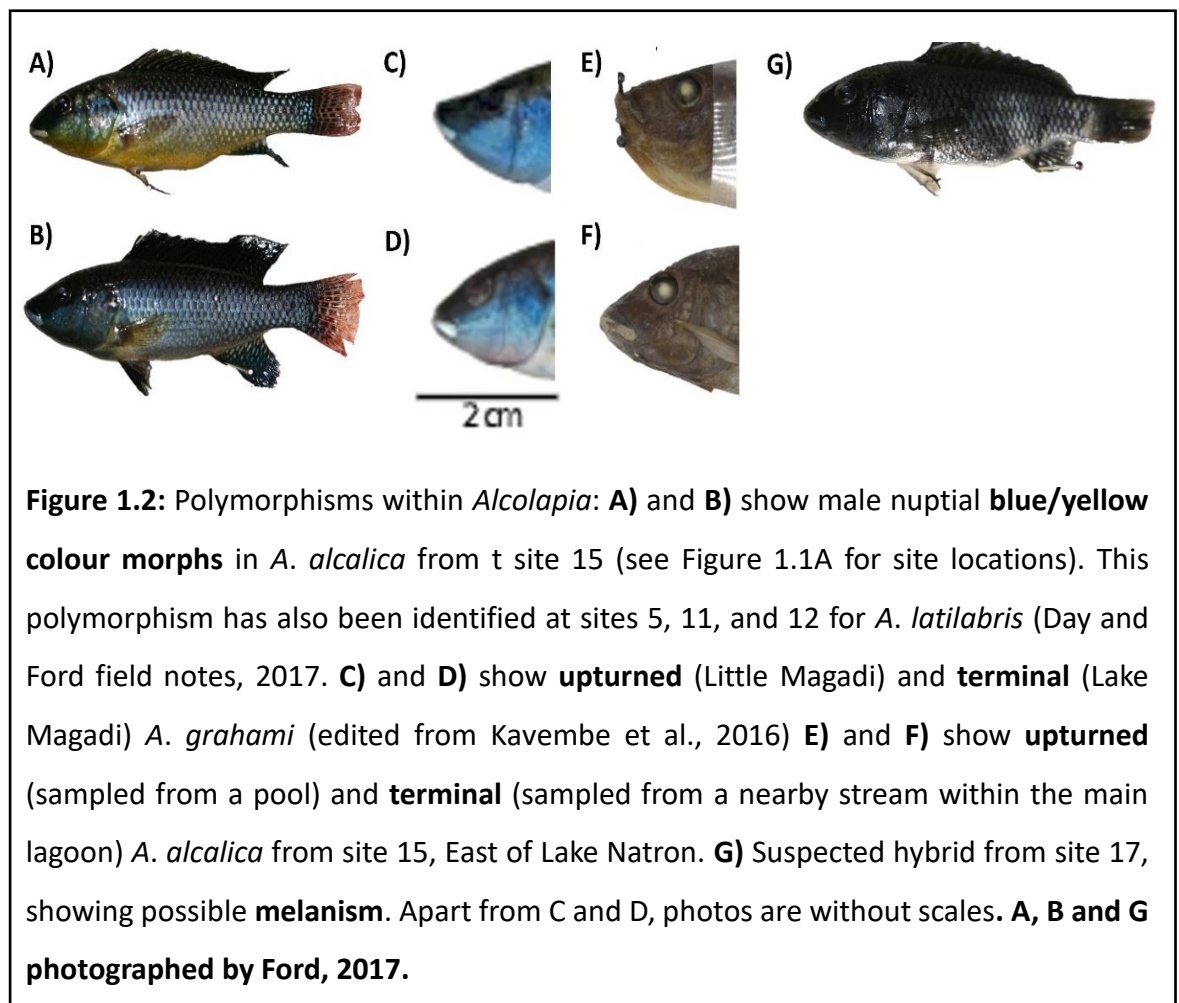 A)
C)
E)
G)
B)
D)
F)
2 cm
Figure 1.2: Polymorphisms within Alcolapia: A) and B) show male nuptial blue/yellow
colour morphs in A. alcalica from t site 15 (see Figure 1.1A for site locations). This
polymorphism has also been identified at sites 5, 11, and 12 for A. latilabris (Day and
Ford field notes, 2017. C) and D) show upturned (Little Magadi) and terminal (Lake
Magadi) A. grahami (edited from Kavembe et al., 2016) E) and F) show upturned
(sampled from a pool) and terminal (sampled from a nearby stream within the main
lagoon) A. alcalica from site 15, East of Lake Natron. G) Suspected hybrid from site 17,
showing possible melanism. Apart from C and D, photos are without scales. A, B and G
photographed by Ford, 2017.